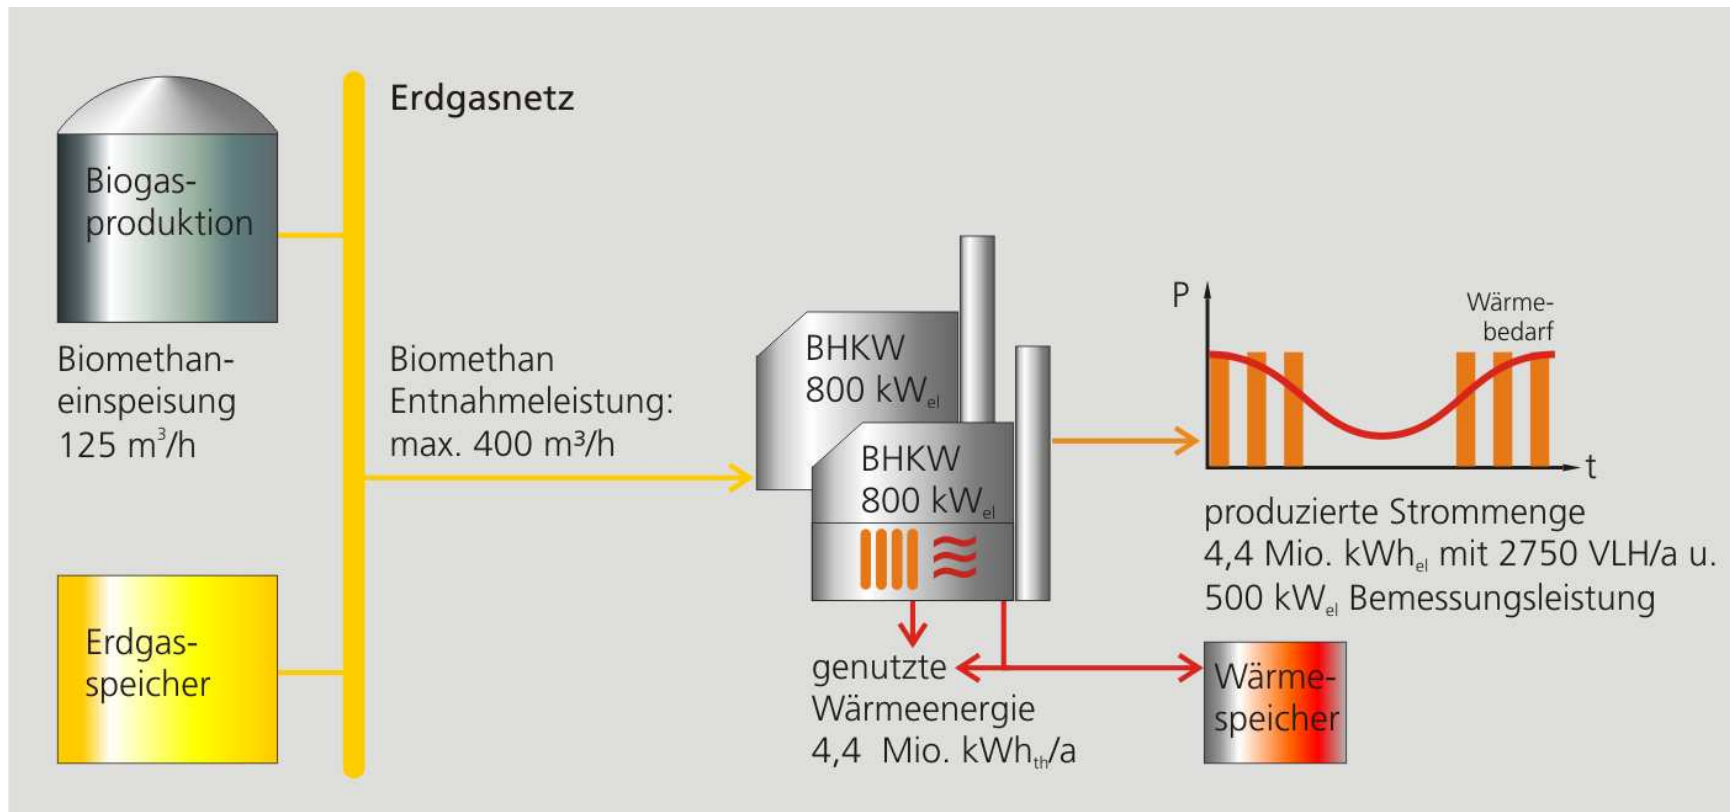 Erdgasnetz
Biogas-
produktion
Biomethan-
einspeisung
125 m³/h
Erdgas-
speicher
Biomethan
Entnahmeleistung:
max. 400 m³/h
BHKW
800 kWel
BHKW
800 kWel
genutzte
Wärmeenergie
4,4 Mio. kWhth/a
P
Wärme-
bedarf
t
produzierte Strommenge
4,4 Mio. kWhel mit 2750 VLH/a u.
500 kWel Bemessungsleistung
Wärme-
speicher